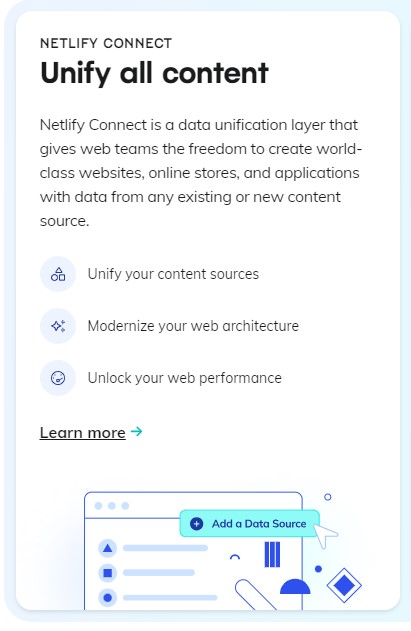 NETLIFY CONNECT
Unify all content
Netlify Connect is a data unification layer that
gives web teams the freedom to create world-
class websites, online stores, and applications
with data from any existing or new content
source.
Unify your content sources
Modernize your web architecture
Unlock your web performance
Learn more →
Add a Data Source